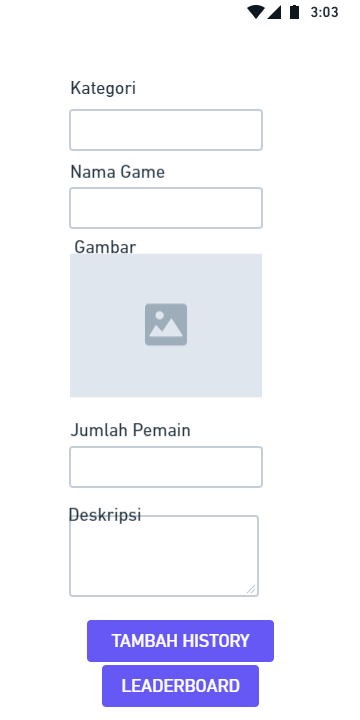 3:03
Kategori
Nama Game
Gambar
Jumlah Pemain
Deskripsi
TAMBAH HISTORY
LEADERBOARD